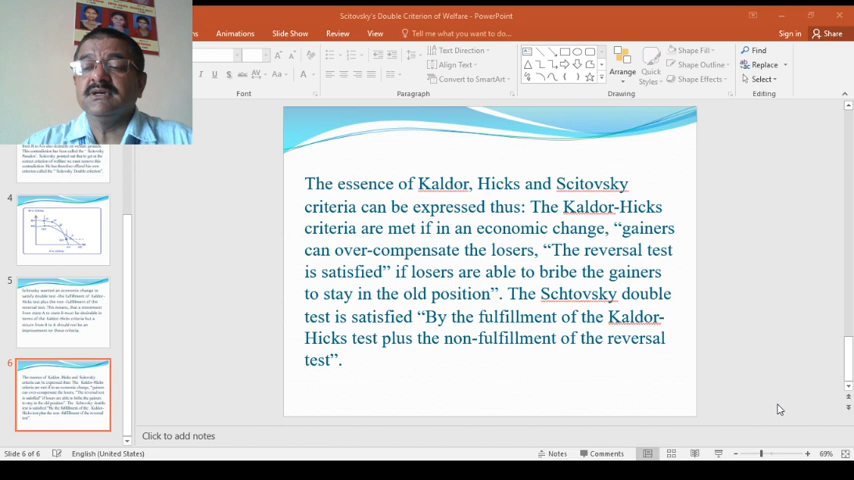 Scitovsky's Double Criterion of Welfare - PowerPoint
Animations Slide Show Review View Tell me what you want to do... Sign in Share
Text Direction
Align Text
Convert to SmartArt
Arrange
Quick
Styles
Shape Fill
Shape Outline
Shape Effects
Find
Replace
Select
Font Paragraph Drawing Editing
The essence of Kaldor, Hicks and Scitovsky
criteria can be expressed thus: The Kaldor-Hicks
criteria are met if in an economic change, “gainers
can over-compensate the losers, “The reversal test
is satisfied” if losers are able to bribe the gainers
to stay in the old position”. The Schtovsky double
test is satisfied “By the fulfillment of the Kaldor-
Hicks test plus the non-fulfillment of the reversal
test”.
4
5
6
Click to add notes
Slide 6 of 6 English (United States) Notes Comments 69%